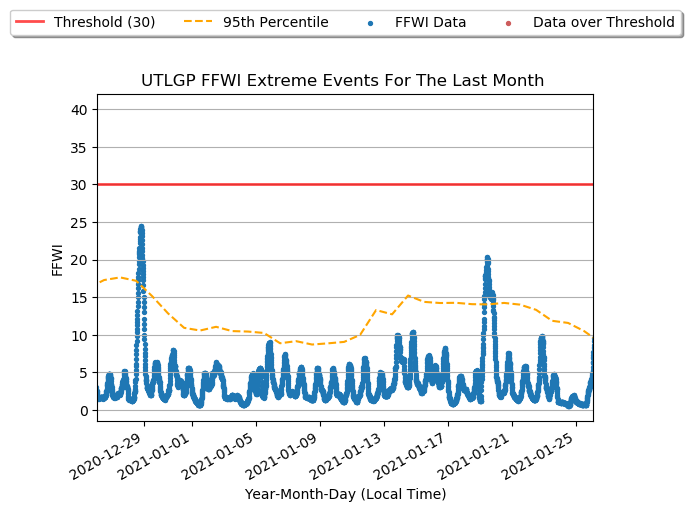 Threshold (30) 95th Percentile FFWI Data Data over Threshold
UTLGP FFWI Extreme Events For The Last Month
40
35
30
25
20
15
10
5
0
FFWI
2020-12-29 2021-01-01 2021-01-05 2021-01-09 2021-01-13 2021-01-17 2021-01-21 2021-01-25
Year-Month-Day (Local Time)